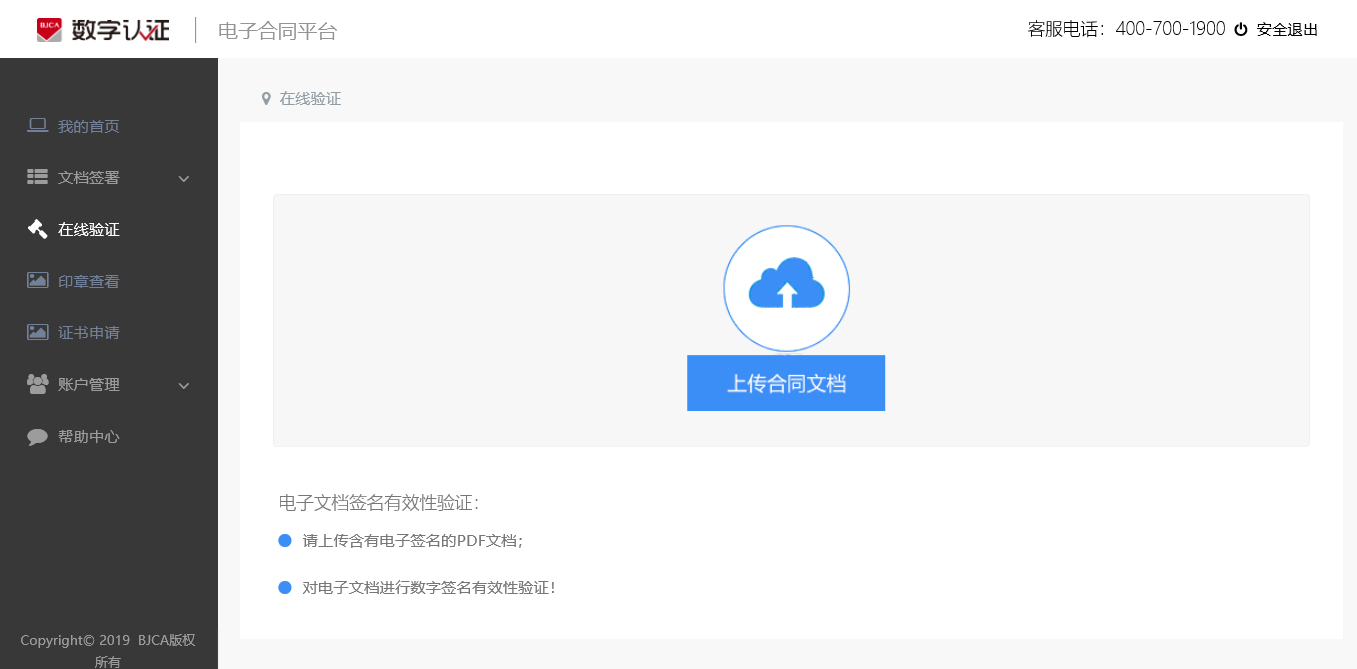 BJCA 数字认证 电子合同平台 客服电话：400-700-1900 安全退出
在线验证
我的首页
文档签署
在线验证
印章查看
证书申请
账户管理
帮助中心
上传合同文档
电子文档签名有效性验证：
请上传含有电子签名的PDF文档；
对电子文档进行数字签名有效性验证！
Copyright© 2019 BJCA版权
所有